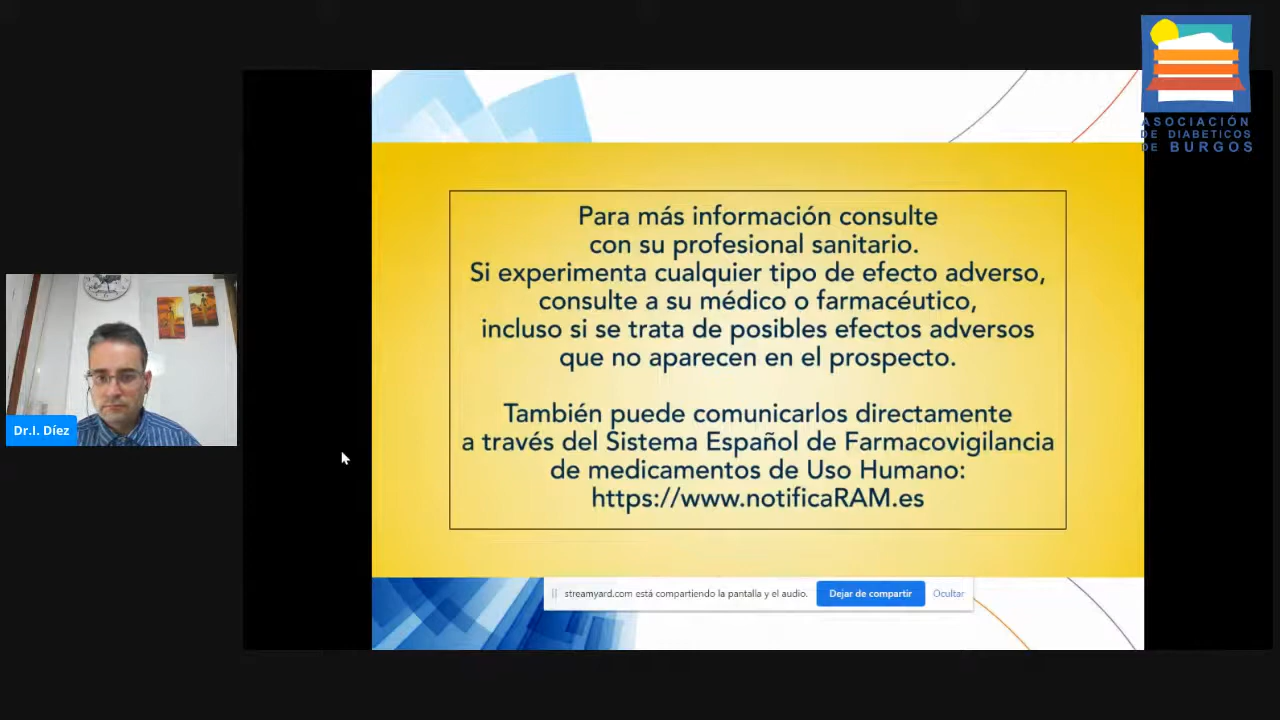 ASOCIACIÓN
DE DIABETICOS
DE BURGOS
Para más información consulte
con su profesional sanitario.
Si experimenta cualquier tipo de efecto adverso,
consulte a su médico o farmacéutico,
incluso si se trata de posibles efectos adversos
que no aparecen en el prospecto.
También puede comunicarlos directamente
a través del Sistema Español de Farmacovigilancia
de medicamentos de Uso Humano:
https://www.notificaRAM.es
Dr.I. Díez
streamyard.com está compartiendo la pantalla y el audio.
Dejar de compartir
Ocultar